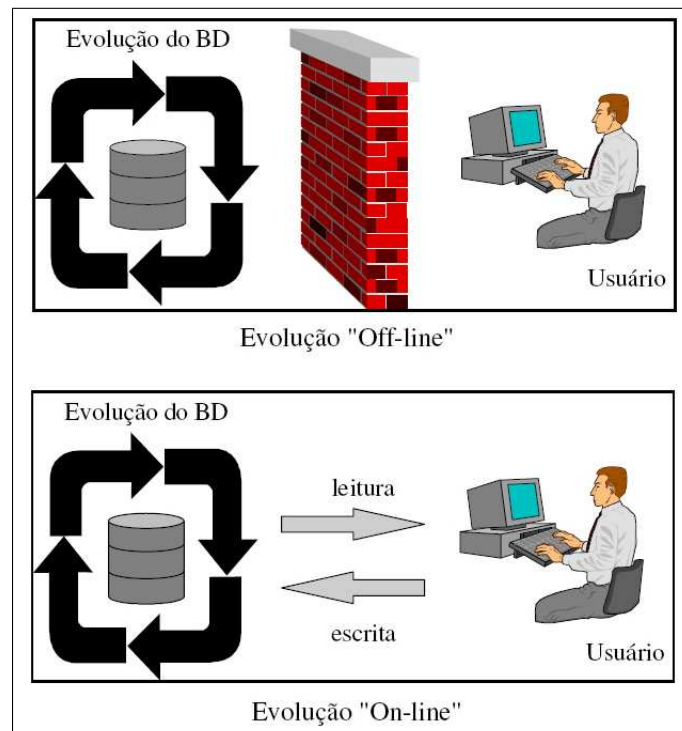 Evolução do BD
Usuário
Evolução "Off-line"
Evolução do BD
leitura
escrita
Usuário
Evolução "On-line"